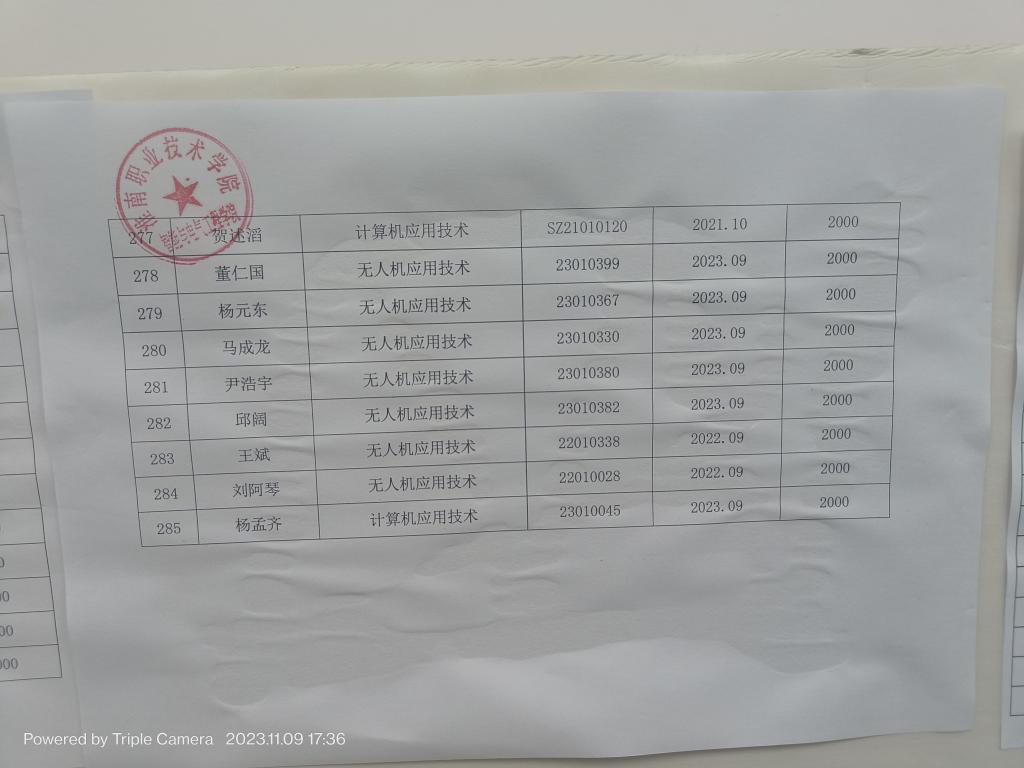 淮南职业技术学院
277 贺述滔 计算机应用技术 SZ21010120 2021.10 2000
278 董仁国 无人机应用技术 23010399 2023.09 2000
279 杨元东 无人机应用技术 23010367 2023.09 2000
280 马成龙 无人机应用技术 23010330 2023.09 2000
281 尹浩宇 无人机应用技术 23010380 2023.09 2000
282 邱阔 无人机应用技术 23010382 2023.09 2000
283 王斌 无人机应用技术 22010338 2022.09 2000
284 刘阿琴 无人机应用技术 22010028 2022.09 2000
285 杨孟齐 计算机应用技术 23010045 2023.09 2000
Powered by Triple Camera 2023.11.09 17:36